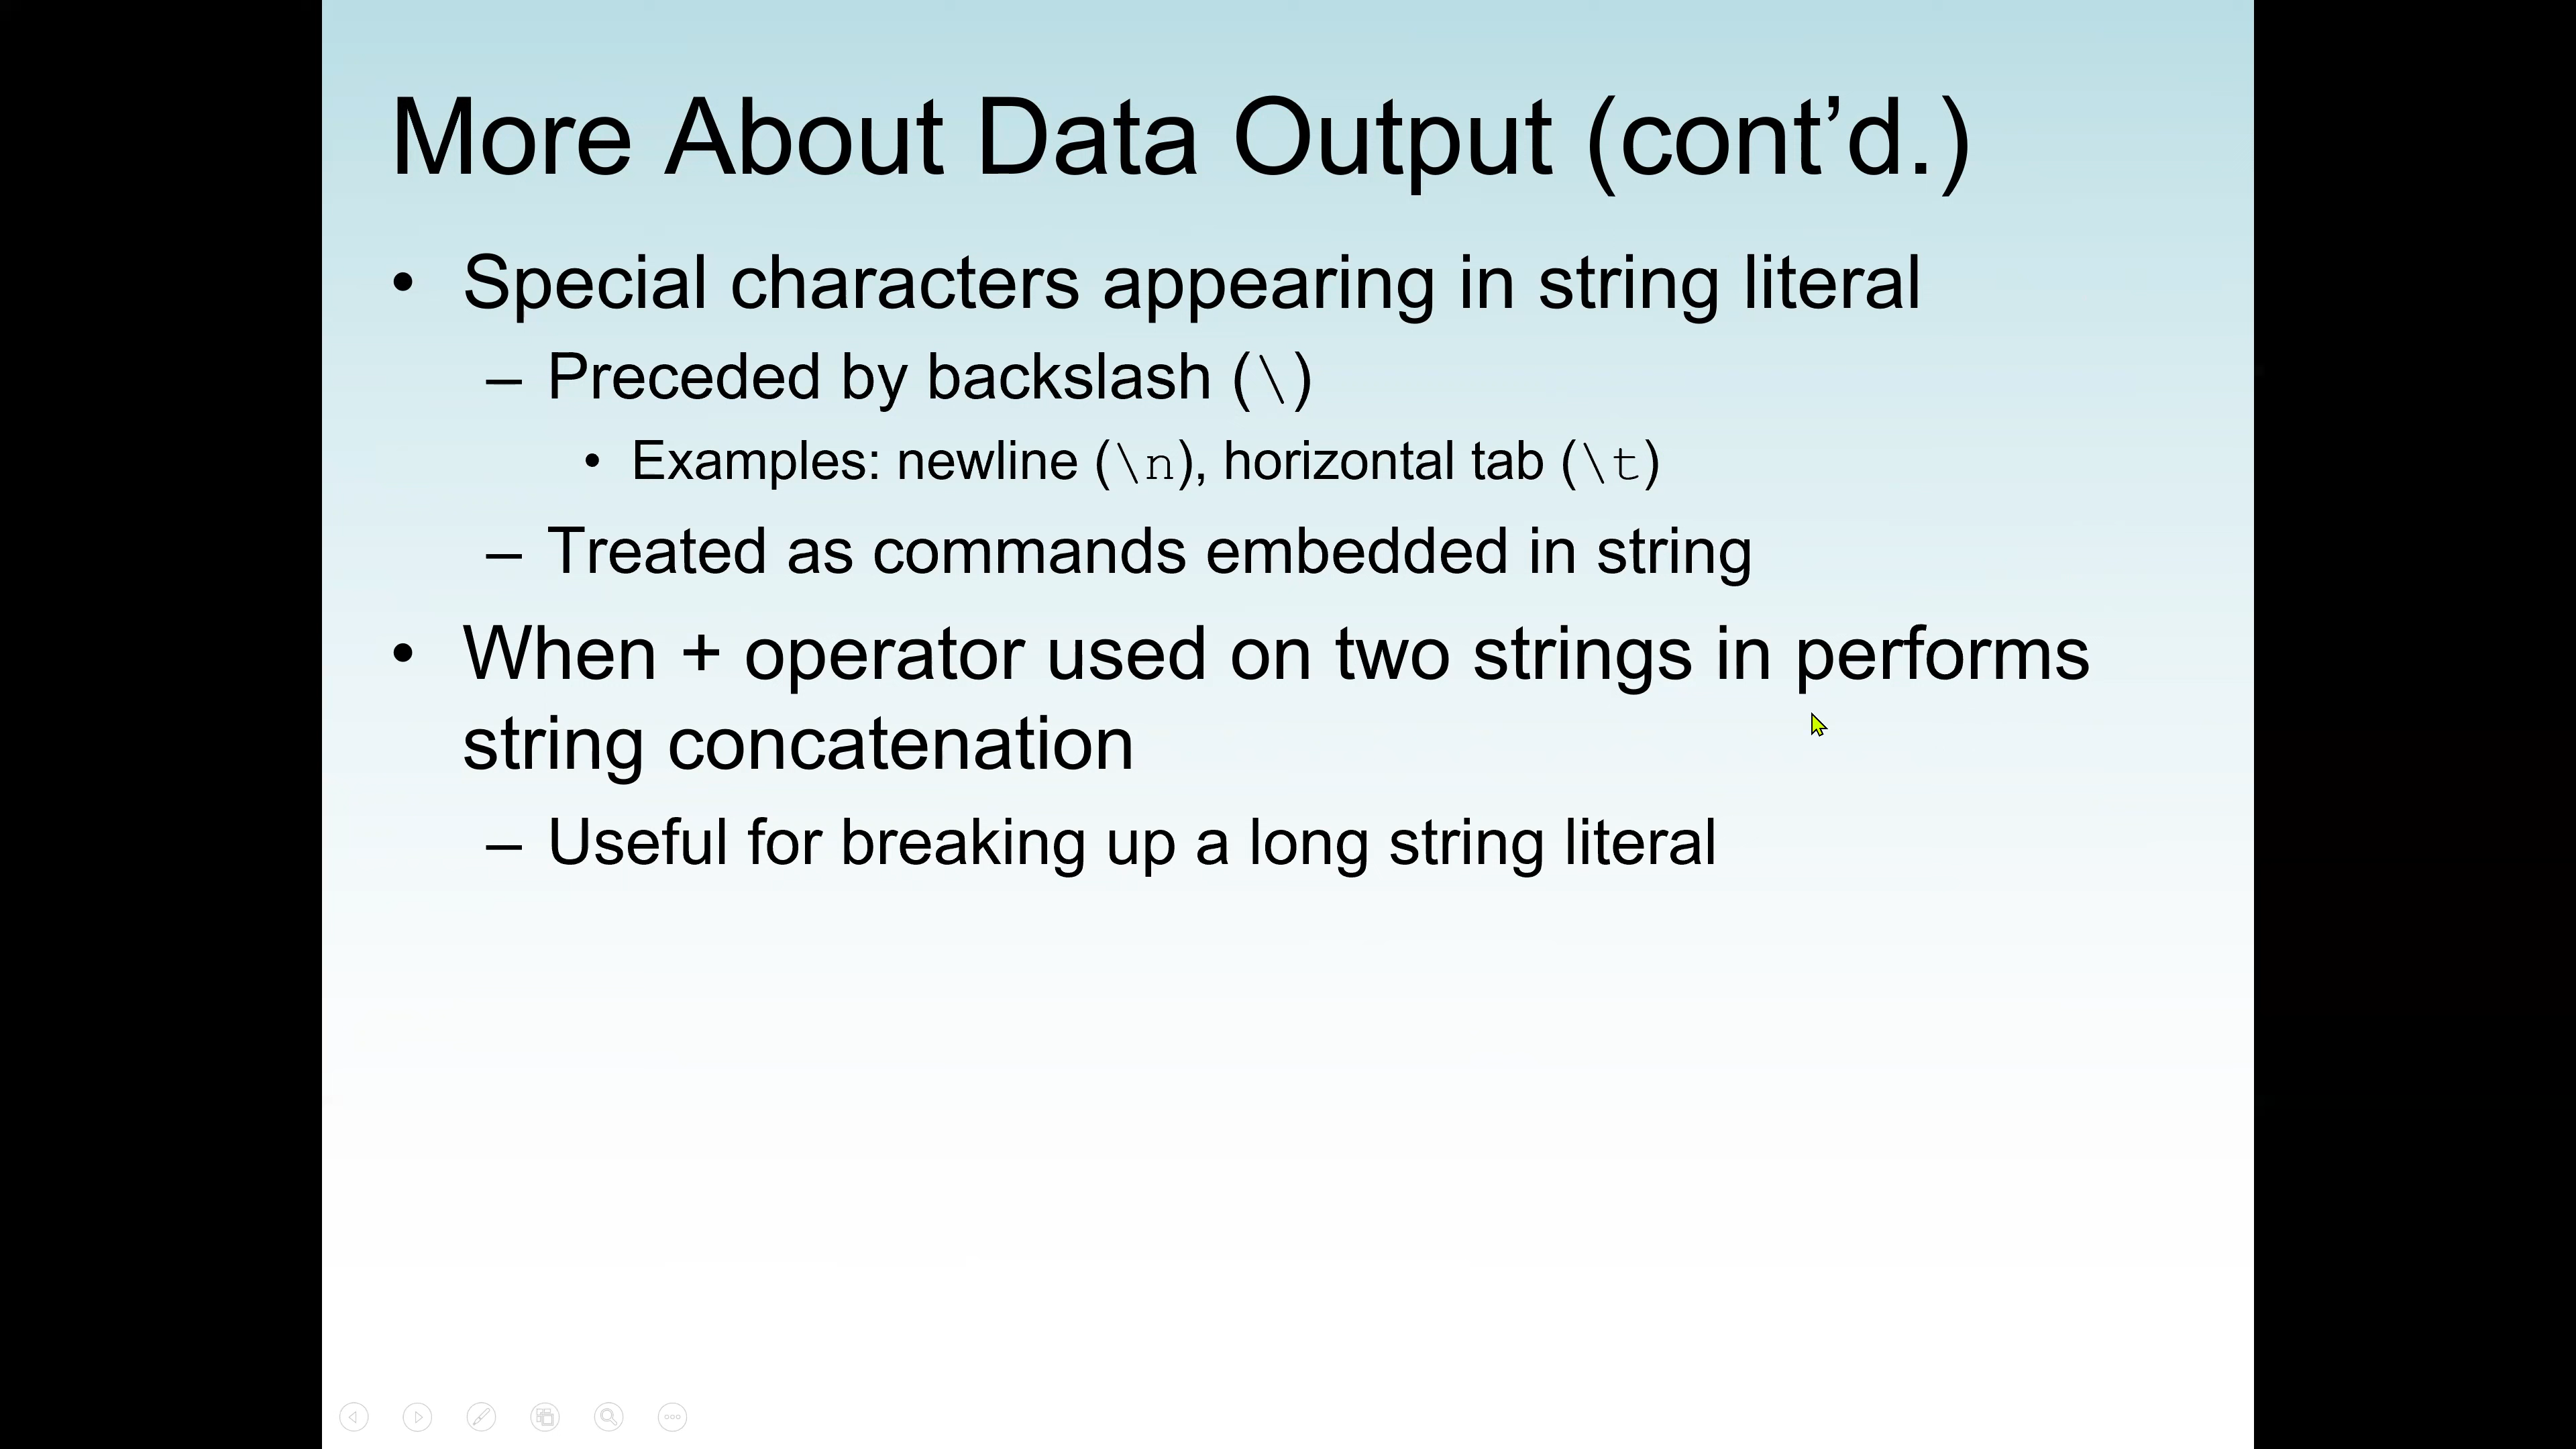 More About Data Output (cont’d.)
• Special characters appearing in string literal
– Preceded by backslash (\)
• Examples: newline (\n), horizontal tab (\t)
– Treated as commands embedded in string
• When + operator used on two strings in performs
string concatenation
– Useful for breaking up a long string literal